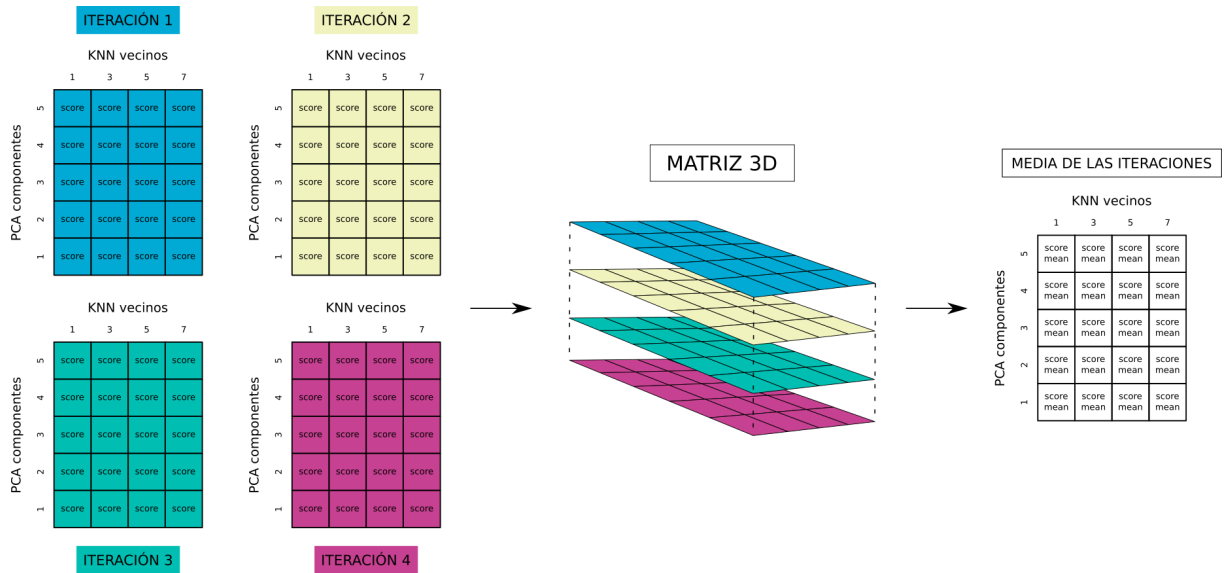 ITERACIÓN 1
KNN vecinos
1 3 5 7
PCA componentes
5 score score score score
4 score score score score
3 score score score score
2 score score score score
1 score score score score
ITERACIÓN 2
KNN vecinos
1 3 5 7
PCA componentes
5 score score score score
4 score score score score
3 score score score score
2 score score score score
1 score score score score
KNN vecinos
1 3 5 7
PCA componentes
5 score score score score
4 score score score score
3 score score score score
2 score score score score
1 score score score score
ITERACIÓN 3
KNN vecinos
1 3 5 7
PCA componentes
5 score score score score
4 score score score score
3 score score score score
2 score score score score
1 score score score score
ITERACIÓN 4
MATRIZ 3D
MEDIA DE LAS ITERACIONES
KNN vecinos
1 3 5 7
PCA componentes
5
score score score score
mean mean mean mean
4
score score score score
mean mean mean mean
3
score score score score
mean mean mean mean
2
score score score score
mean mean mean mean
1
score score score score
mean mean mean mean